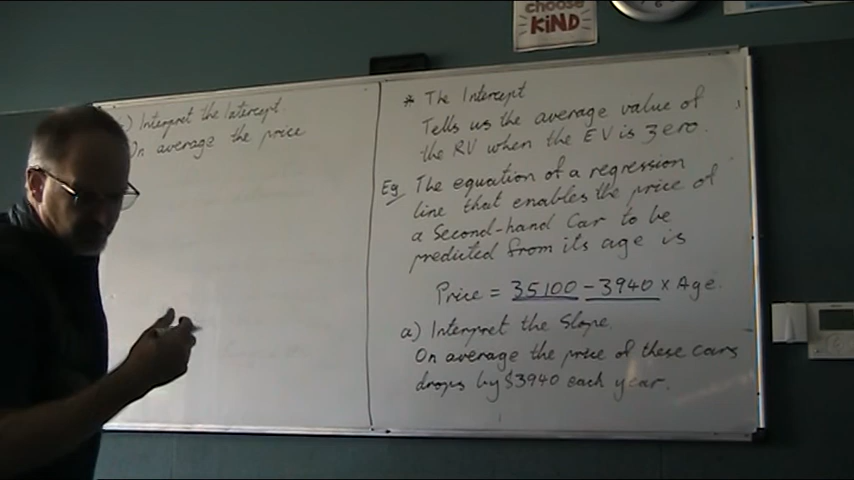 choose
KIND
) Interpret the Intercept
On average the price
* The Intercept
Tells us the average value of
the RV when the EV is zero.
Eg. The equation of a regression
line that enables the price of
a Second-hand Car to be
predicted from its age is
Price = 35100 - 3940 x Age.
a) Interpret the Slope.
On average the price of these cars
drops by $3940 each year.